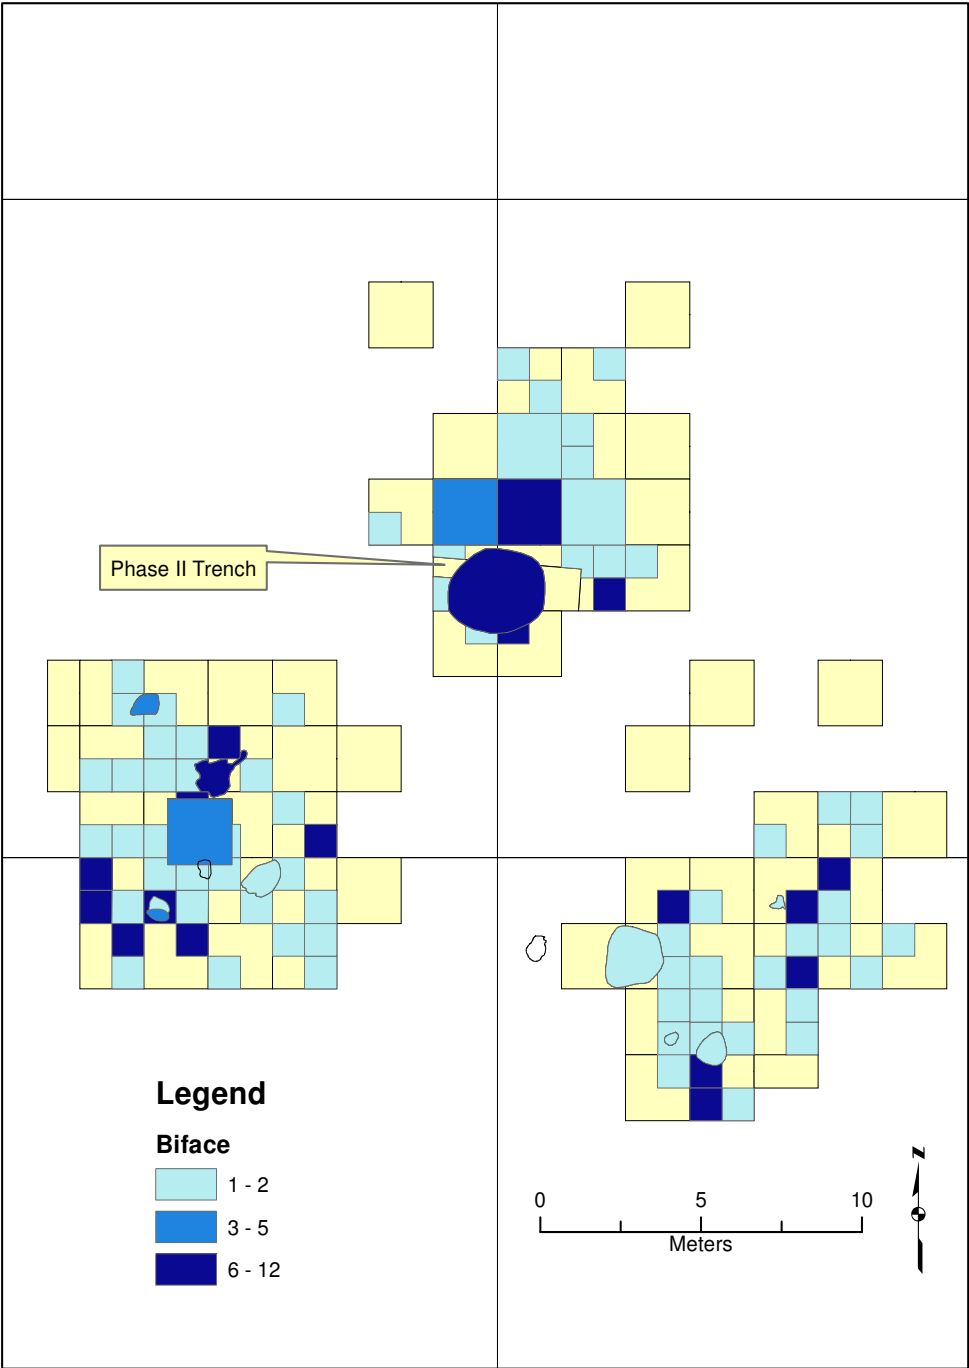 Phase II Trench
Legend
Biface
1 - 2
3 - 5
6 - 12
0 5 10
Meters
N